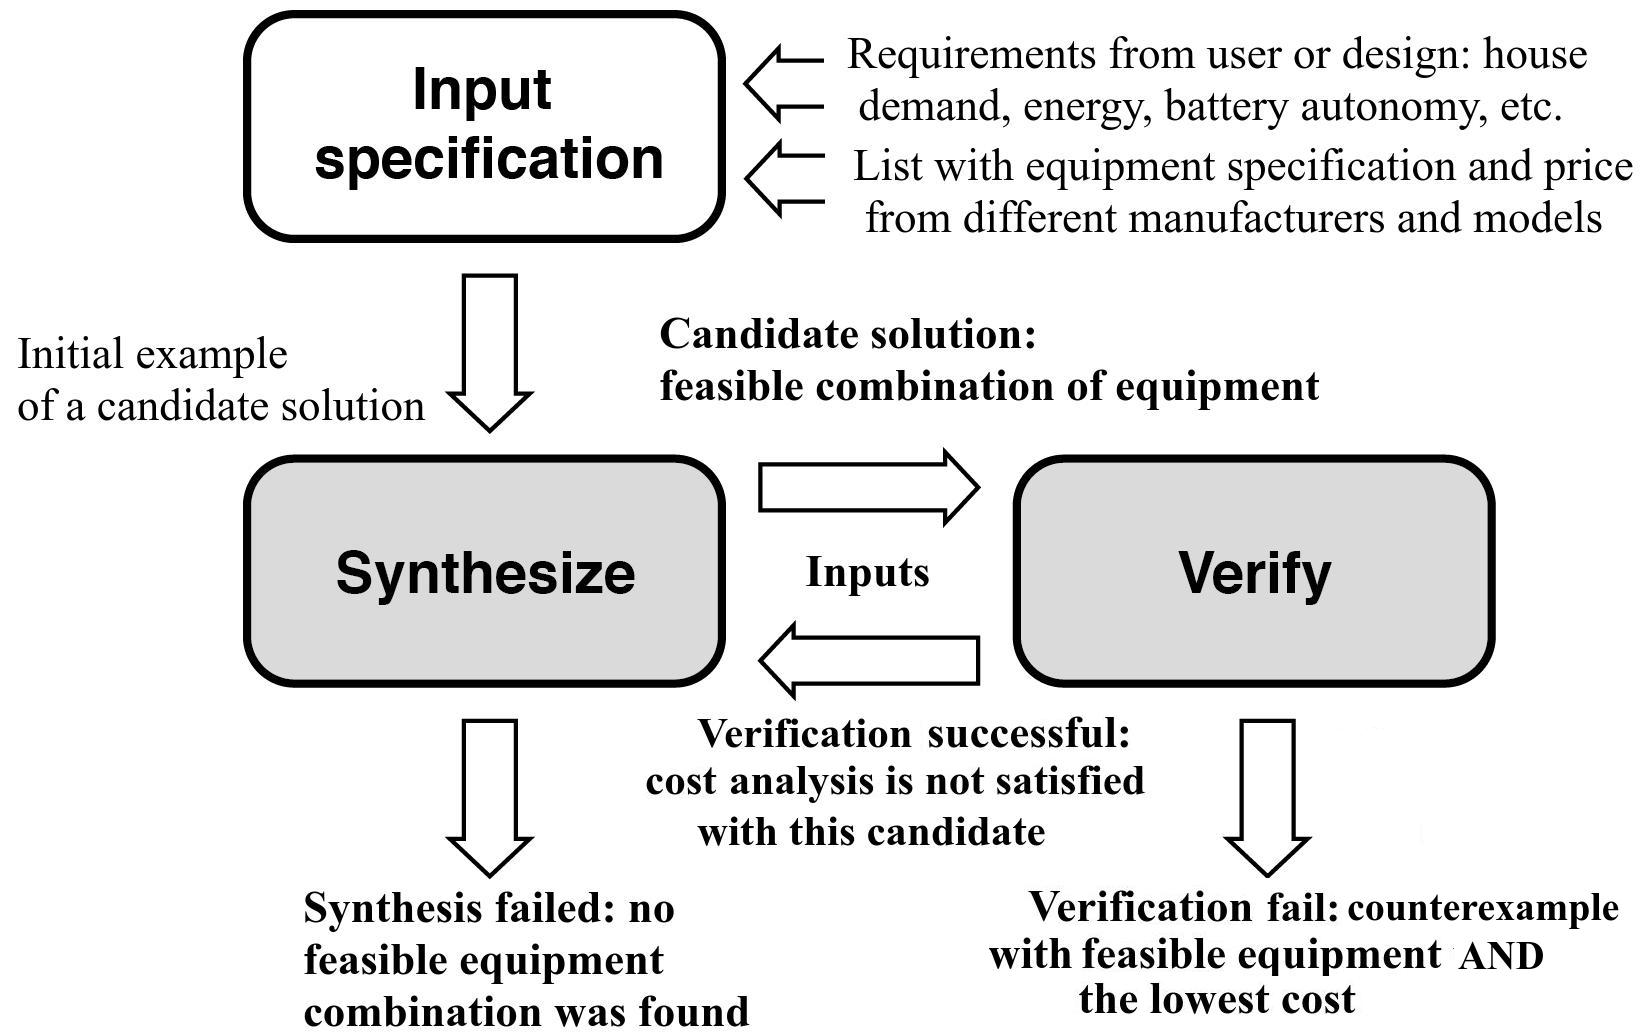 Input
specification
Requirements from user or design: house
demand, energy, battery autonomy, etc.
List with equipment specification and price
from different manufacturers and models
Initial example
of a candidate solution
Candidate solution:
feasible combination of equipment
Synthesize
Inputs
Verify
Verification successful:
cost analysis is not satisfied
with this candidate
Synthesis failed: no
feasible equipment
combination was found
Verification fail: counterexample
with feasible equipment AND
the lowest cost